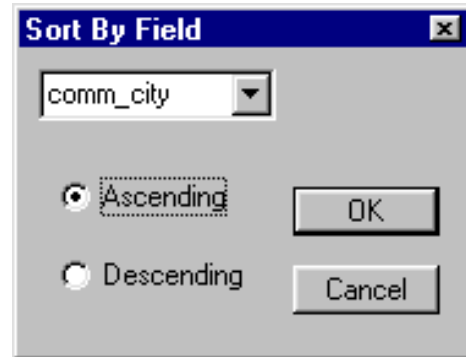 Sort By Field
comm_city
Ascending
OK
Descending
Cancel